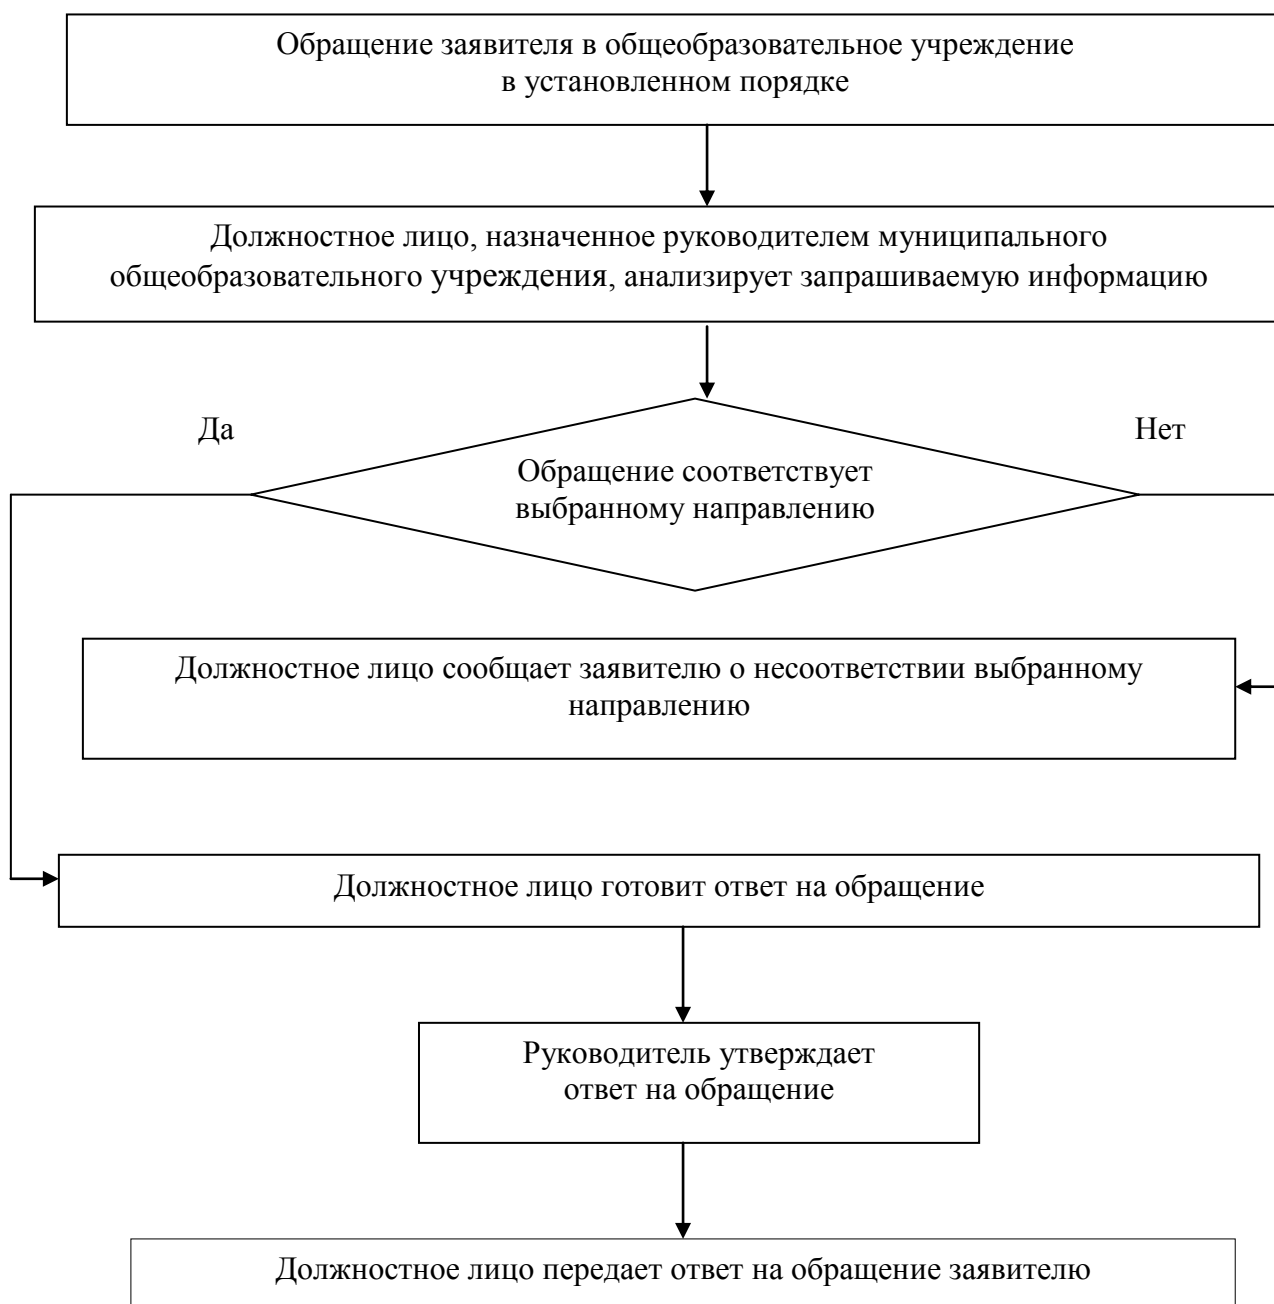 Обращение заявителя в общеобразовательное учреждение
в установленном порядке
Должностное лицо, назначенное руководителем муниципального
общеобразовательного учреждения, анализирует запрашиваемую информацию
Да
Нет
Обращение соответствует
выбранному направлению
Должностное лицо сообщает заявителю о несоответствии выбранному
направлению
Должностное лицо готовит ответ на обращение
Руководитель утверждает
ответ на обращение
Должностное лицо передает ответ на обращение заявителю